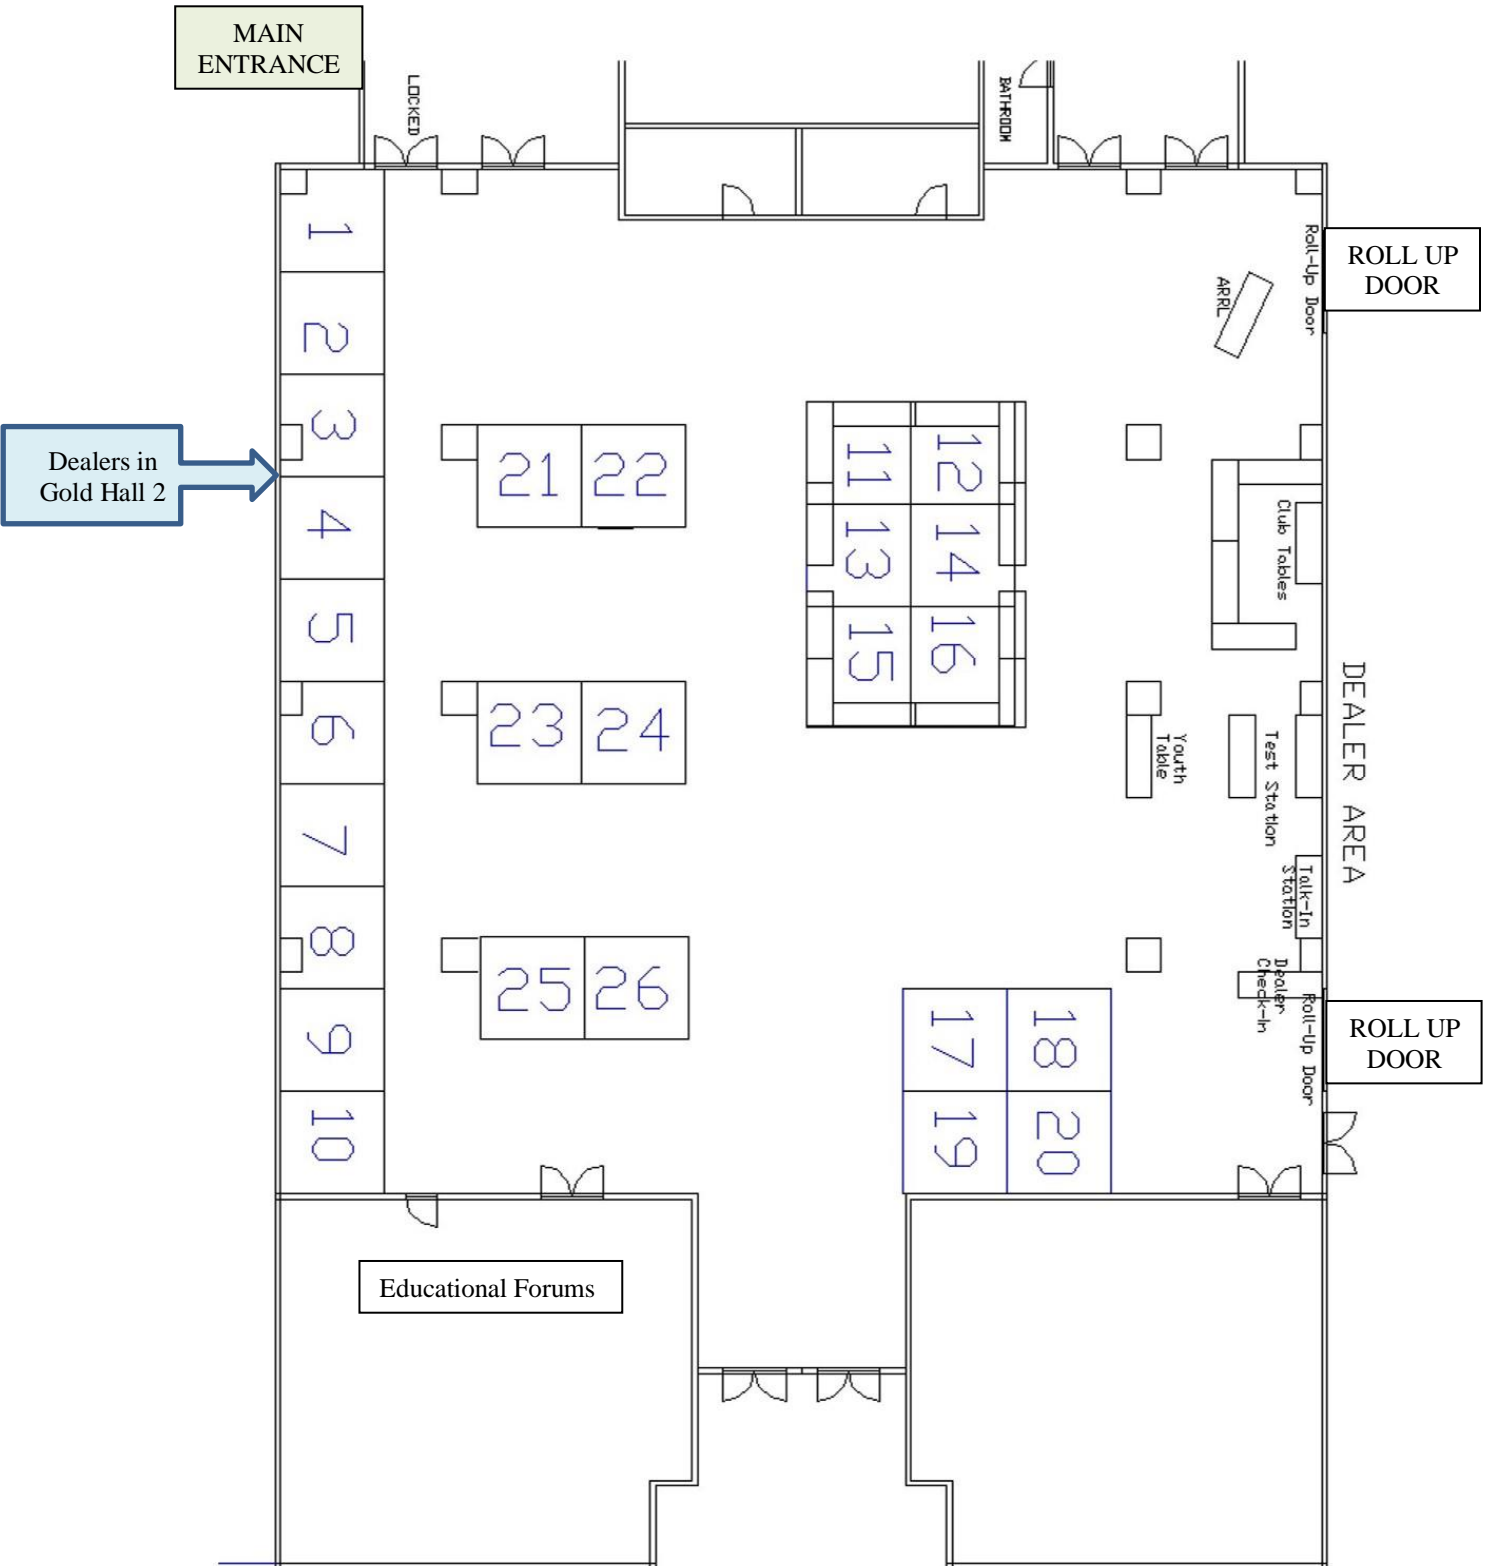 MAIN
ENTRANCE
LOCKED
BATHROOM
1
2
3
4
5
6
7
8
9
10
Dealers in
Gold Hall 2
21 22
23 24
25 26
11 12
13 14
15 16
17 18
19 20
ARRL
Roll-Up Door
ROLL UP
DOOR
Club Tables
DEALER AREA
Youth
Table
Test Station
Talk-In
Station
Dealer
Check-In
Roll-Up Door
ROLL UP
DOOR
Educational Forums